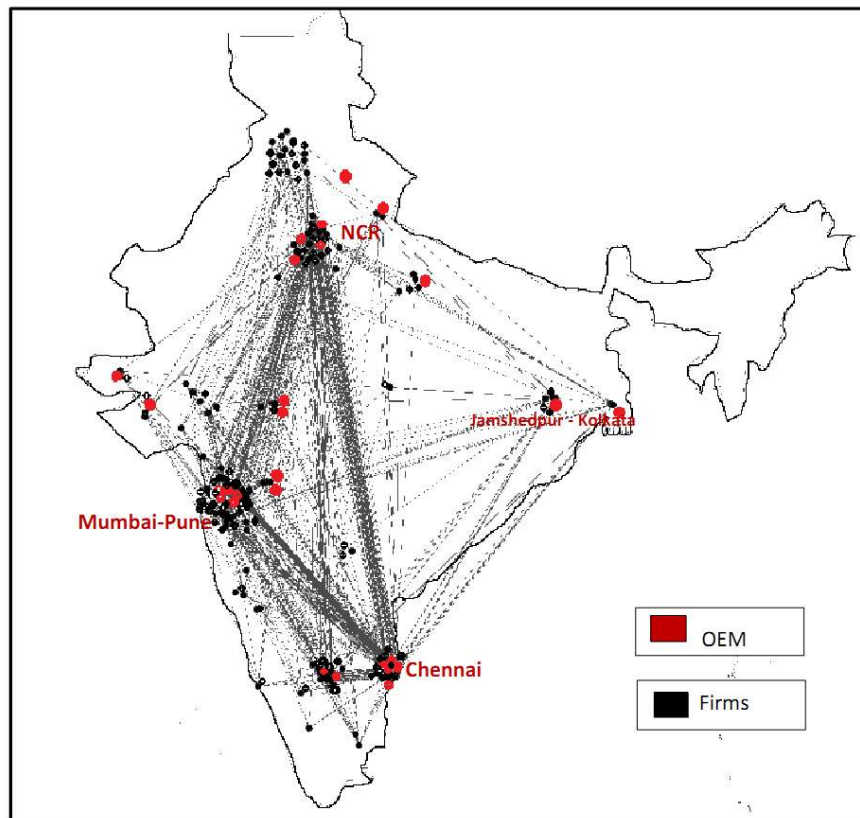 NCR
Jamshedpur - Kolkata
Mumbai-Pune
Chennai
OEM
Firms